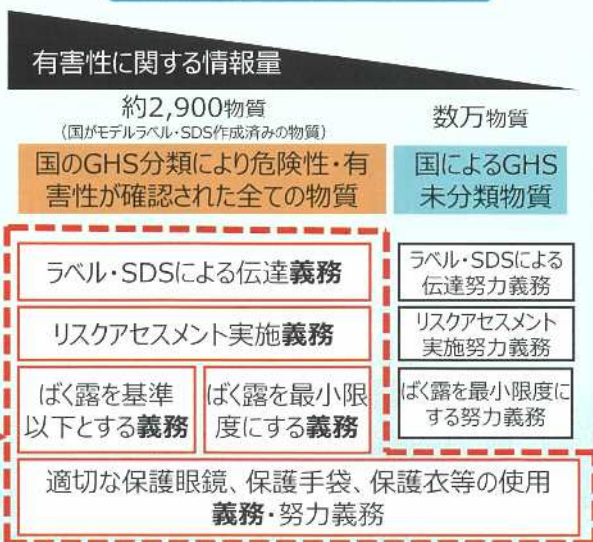 有害性に関する情報量
約2,900物質
(国がモデルラベル・SDS作成済みの物質)
数万物質
国のGHS分類により危険性・有
害性が確認された全ての物質
国によるGHS
未分類物質
ラベル・SDSによる伝達義務
ラベル・SDSによる
伝達努力義務
リスクアセスメント実施義務
リスクアセスメント
実施努力義務
ばく露を基準
以下とする義務
ばく露を最小限
度にする義務
ばく露を最小限度に
する努力義務
適切な保護眼鏡、保護手袋、保護衣等の使用
義務・努力義務